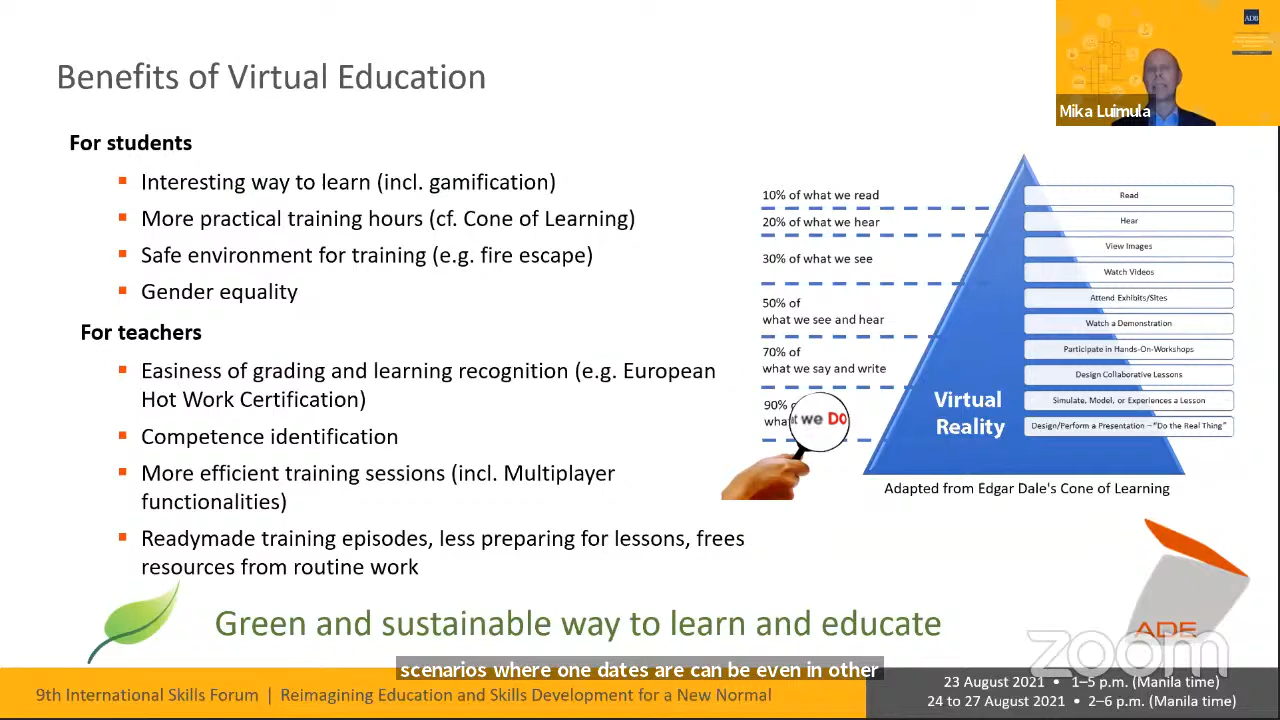 ADB
Mika Luimula
Benefits of Virtual Education
For students
Interesting way to learn (incl. gamification)
More practical training hours (cf. Cone of Learning)
Safe environment for training (e.g. fire escape)
Gender equality
For teachers
Easiness of grading and learning recognition (e.g. European
Hot Work Certification)
Competence identification
More efficient training sessions (incl. Multiplayer
functionalities)
Readymade training episodes, less preparing for lessons, frees
resources from routine work
10% of what we read
20% of what we hear
30% of what we see
50% of
what we see and hear
70% of
what we say and write
90%
we DO
Virtual
Reality
Read
Hear
View Images
Watch Videos
Attend Exhibits/Sites
Watch a Demonstration
Participate in Hands-On-Workshops
Design Collaborative Lessons
Simulate, Model, or Experiences a Lesson
Design/Perform a Presentation – "Do the Real Thing"
Adapted from Edgar Dale's Cone of Learning
Green and sustainable way to learn and educate
ADE
zoom
scenarios where one dates are can be even in other
9th International Skills Forum | Reimagining Education and Skills Development for a New Normal
23 August 2021 • 1–5 p.m. (Manila time)
24 to 27 August 2021 • 2–6 p.m. (Manila time)